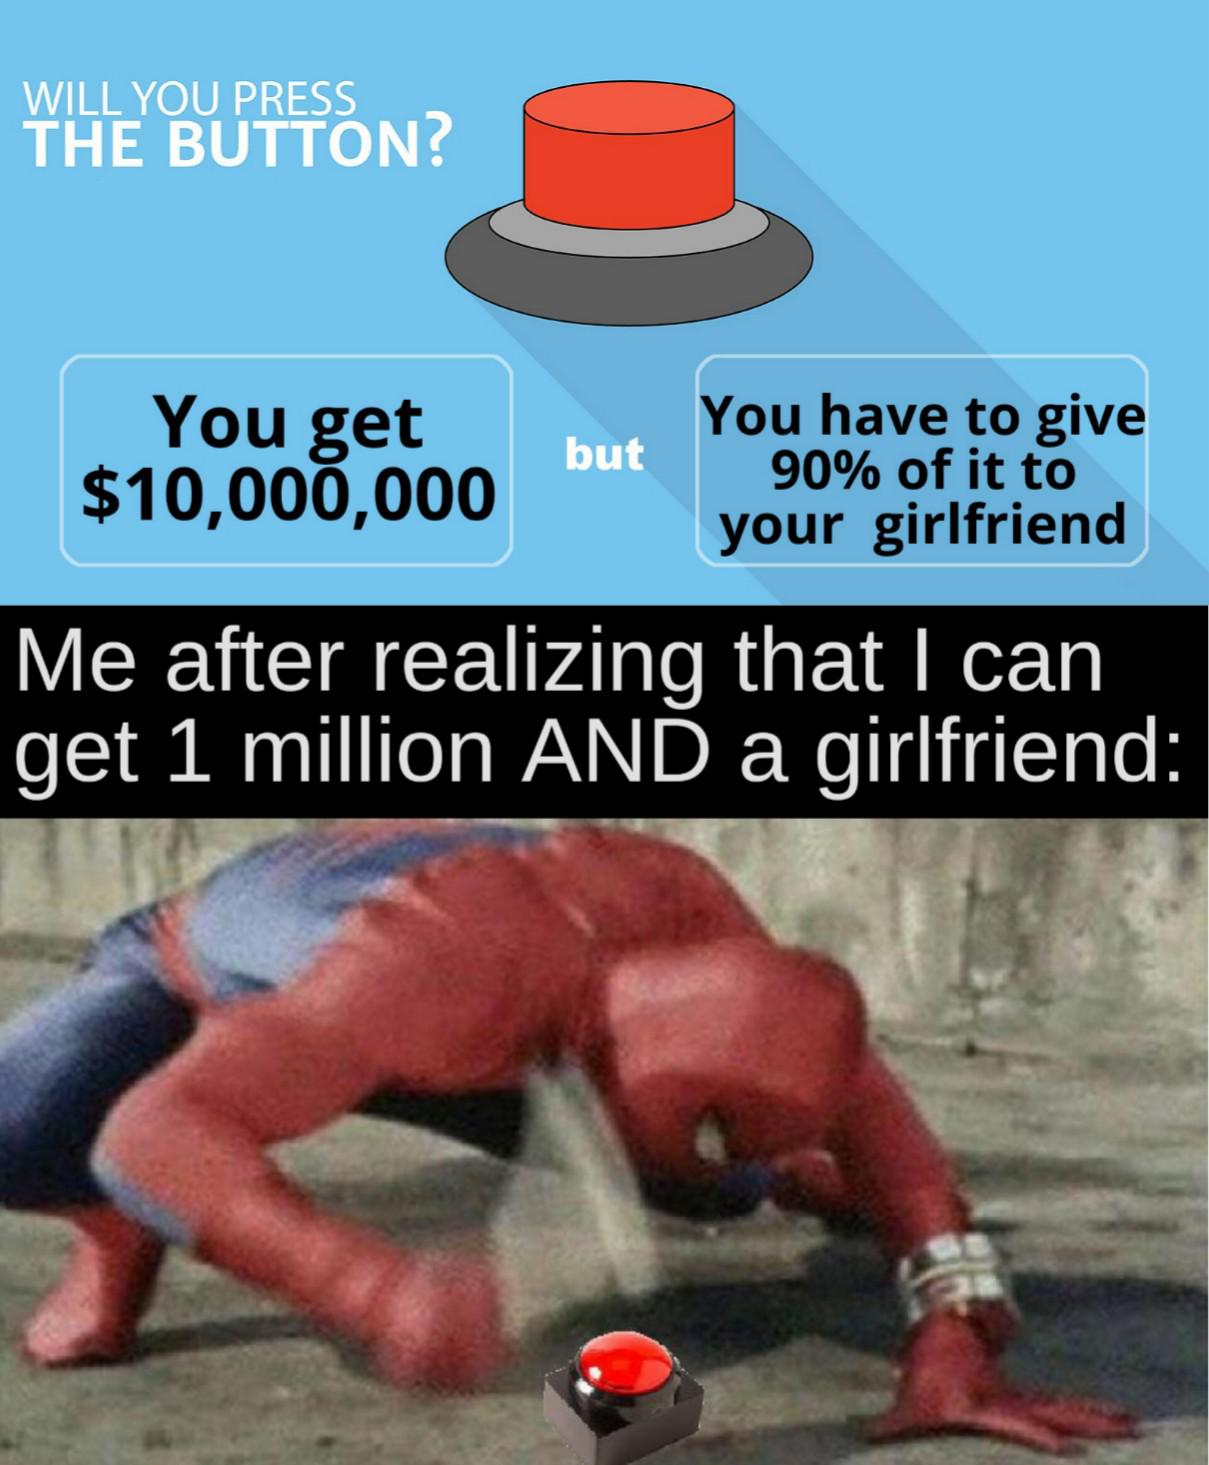 WILL YOU PRESS
THE BUTTON?
You get
$10,000,000
but
You have to give
90% of it to
your girlfriend
Me after realizing that I can
get 1 million AND a girlfriend: